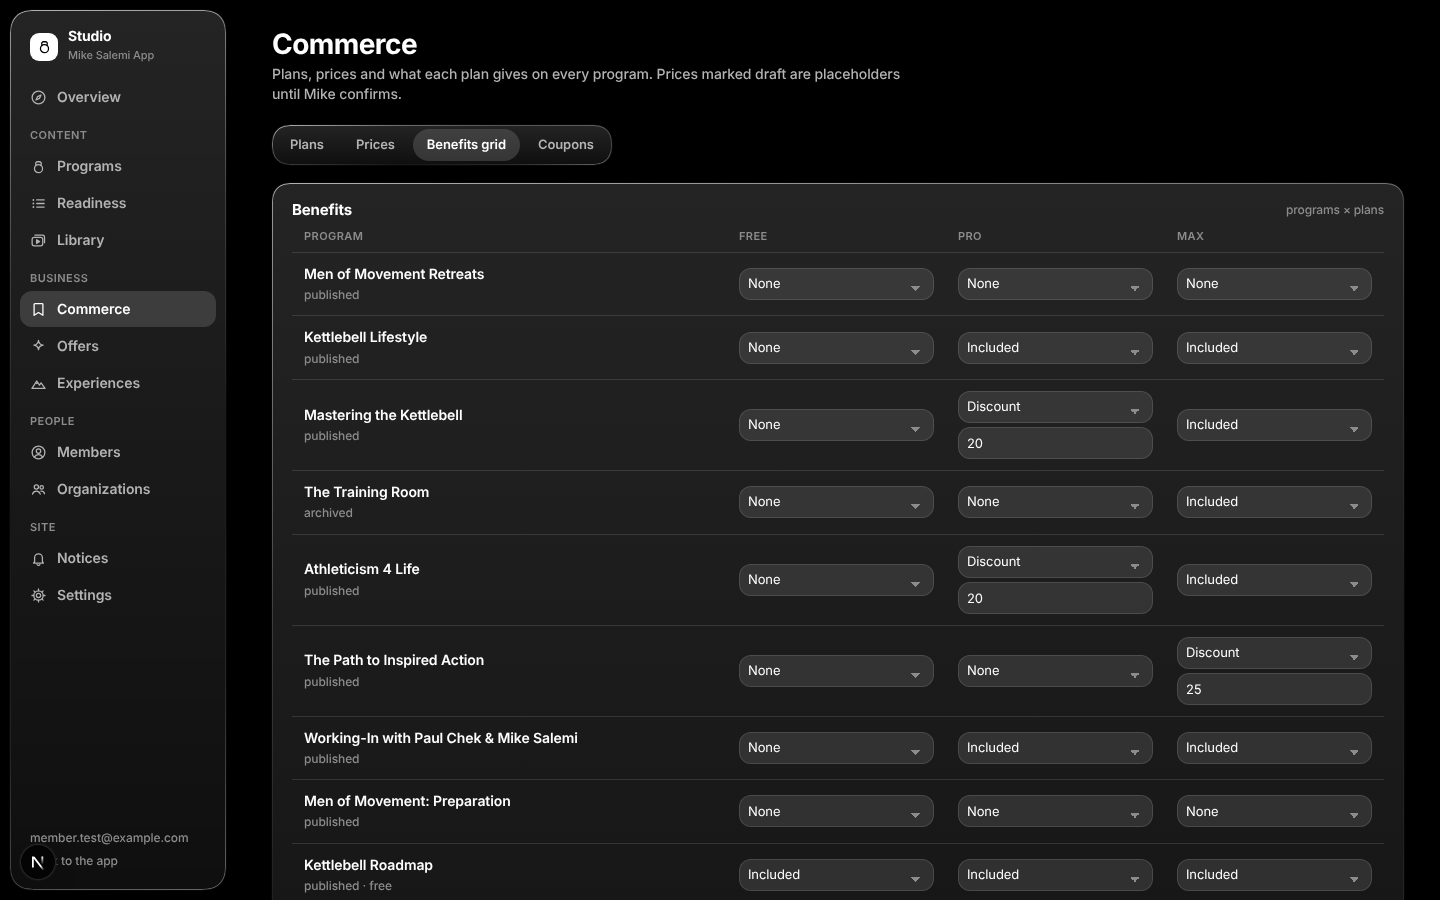 Studio
Mike Salemi App
Overview
CONTENT
Programs
Readiness
Library
BUSINESS
Commerce
Offers
Experiences
PEOPLE
Members
Organizations
SITE
Notices
Settings
member.test@example.com
N
to the app
Commerce
Plans, prices and what each plan gives on every program. Prices marked draft are placeholders
until Mike confirms.
Plans Prices Benefits grid Coupons
Benefits programs × plans
PROGRAM FREE PRO MAX
Men of Movement Retreats
published
None None None
Kettlebell Lifestyle
published
None Included Included
Mastering the Kettlebell
published
None Discount Included
20
The Training Room
archived
None None Included
Athleticism 4 Life
published
None Discount Included
20
The Path to Inspired Action
published
None None Discount
25
Working-In with Paul Chek & Mike Salemi
published
None Included Included
Men of Movement: Preparation
published
None None None
Kettlebell Roadmap
published · free
Included Included Included